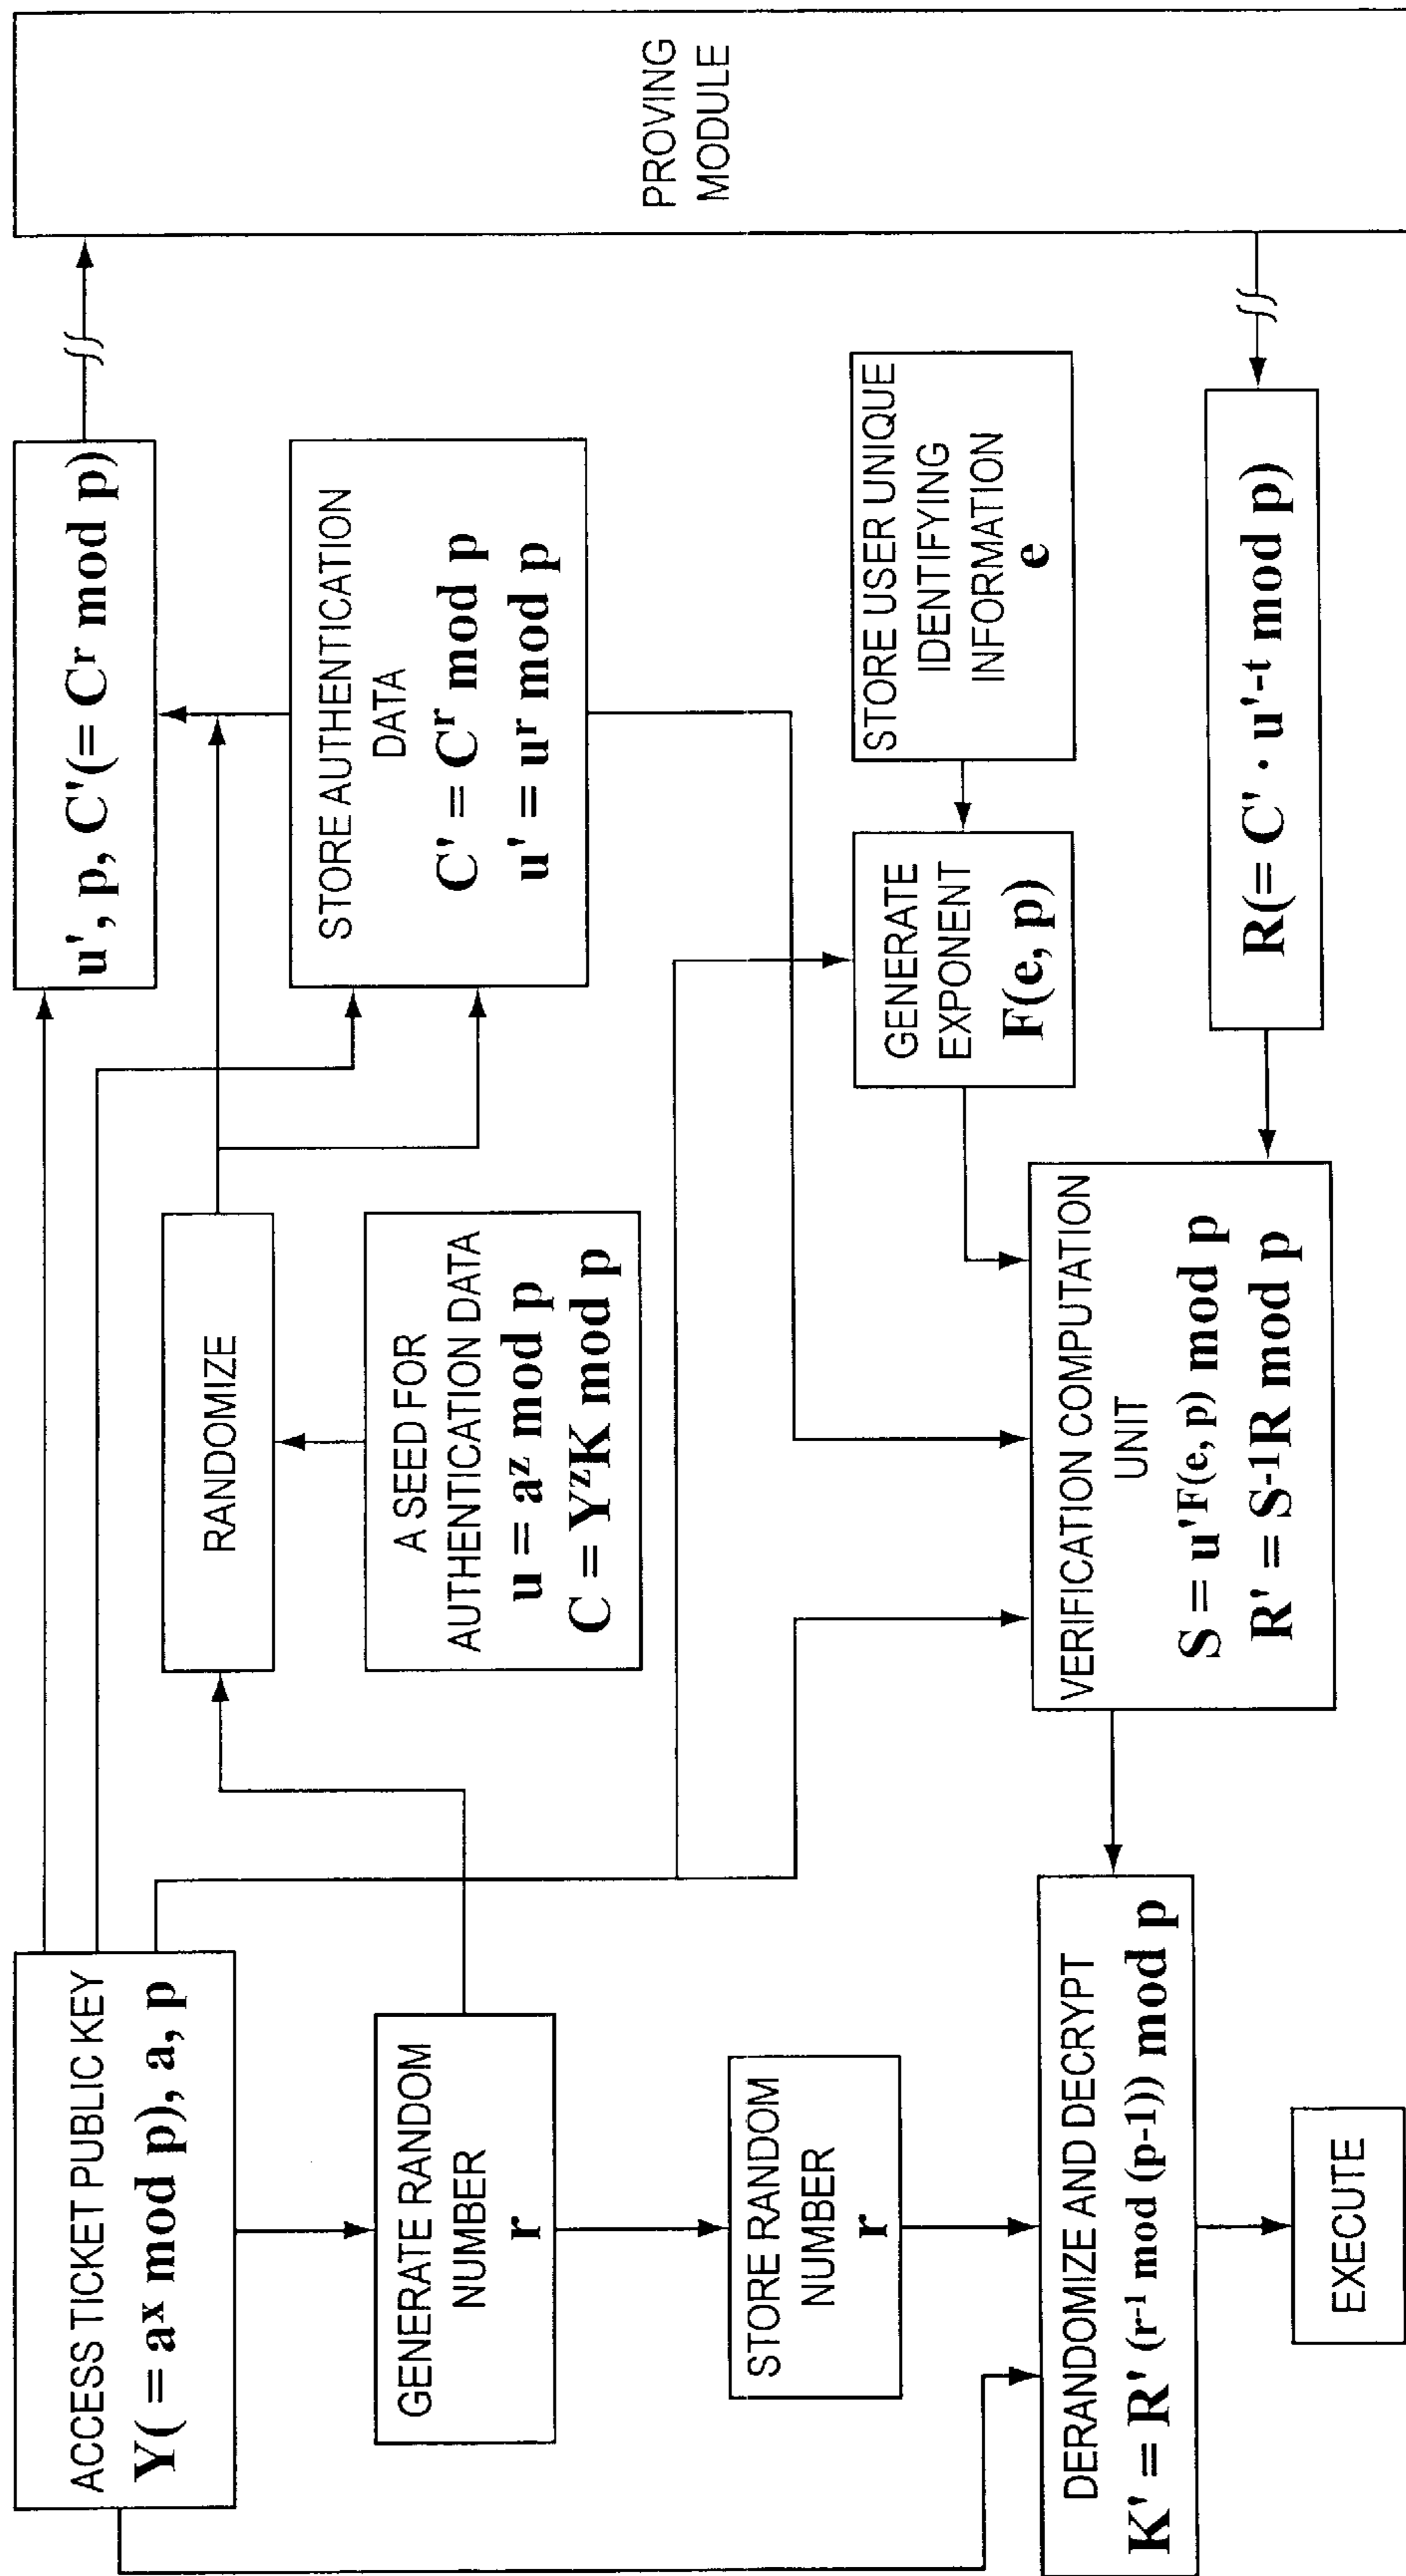 ACCESS TICKET PUBLIC KEY
Y( = a^x mod p), a, p
GENERATE RANDOM
NUMBER
r
STORE RANDOM
NUMBER
r
DERANDOMIZE AND DECRYPT
K' = R' (r^-1 mod (p-1)) mod p
EXECUTE
RANDOMIZE
A SEED FOR
AUTHENTICATION DATA
u = a^z mod p
C = Y^zK mod p
VERIFICATION COMPUTATION
UNIT
S = u'^F(e, p) mod p
R' = S^-1R mod p
u', p, C'(= C^r mod p)
STORE AUTHENTICATION
DATA
C' = C^r mod p
u' = u^r mod p
GENERATE
EXPONENT
F(e, p)
STORE USER UNIQUE
IDENTIFYING
INFORMATION
e
R(= C' · u'^-t mod p)
PROVING
MODULE